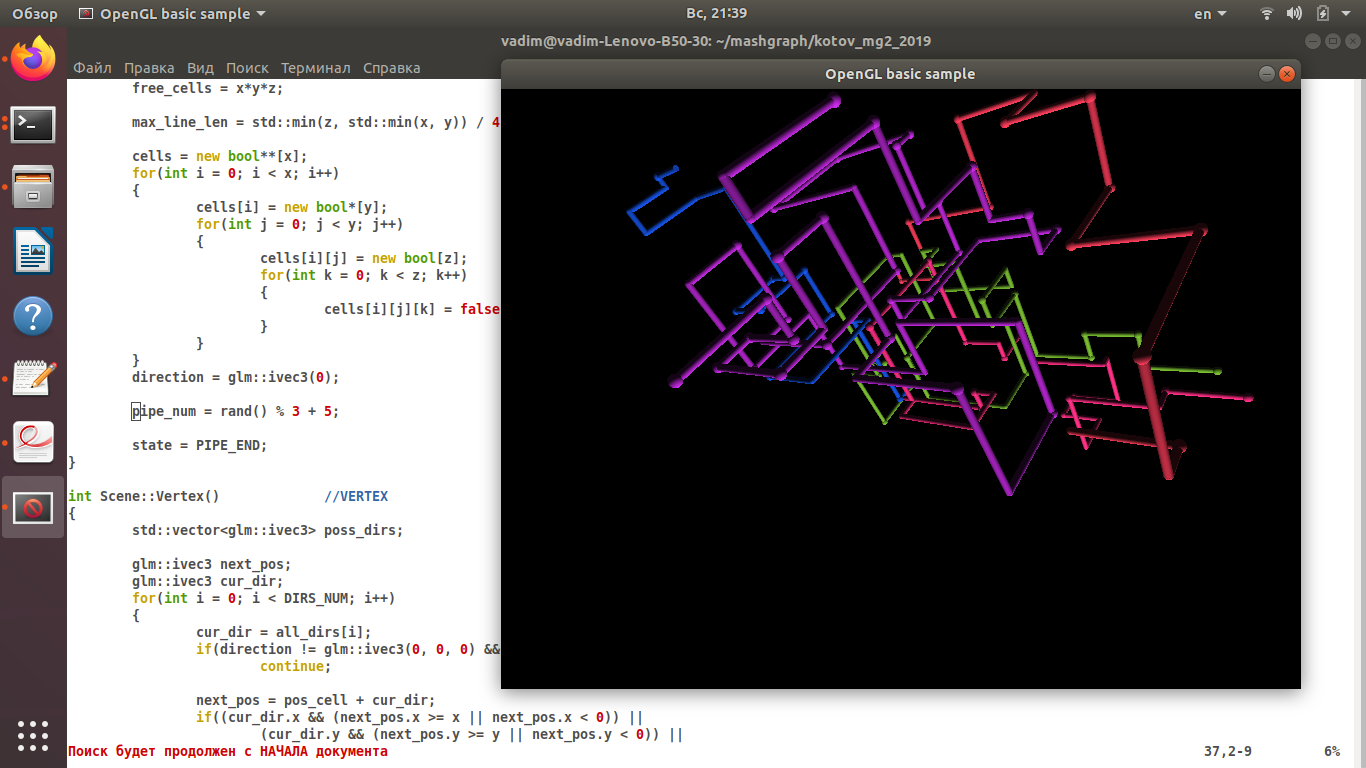 Обзор
OpenGL basic sample
Вс, 21:39
en
vadim@vadim-Lenovo-B50-30: ~/mashgraph/kotov_mg2_2019
Файл Правка Вид Поиск Терминал Справка
OpenGL basic sample
free_cells = x*y*z;
max_line_len = std::min(z, std::min(x, y)) / 4
cells = new bool**[x];
for(int i = 0; i < x; i++)
{
cells[i] = new bool*[y];
for(int j = 0; j < y; j++)
{
cells[i][j] = new bool[z];
for(int k = 0; k < z; k++)
{
cells[i][j][k] = false
}
}
}
direction = glm::ivec3(0);
pipe_num = rand() % 3 + 5;
state = PIPE_END;
}
int Scene::Vertex() //VERTEX
{
std::vector<glm::ivec3> poss_dirs;
glm::ivec3 next_pos;
glm::ivec3 cur_dir;
for(int i = 0; i < DIRS_NUM; i++)
{
cur_dir = all_dirs[i];
if(direction != glm::ivec3(0, 0, 0) &&
continue;
next_pos = pos_cell + cur_dir;
if((cur_dir.x && (next_pos.x >= x || next_pos.x < 0)) ||
(cur_dir.y && (next_pos.y >= y || next_pos.y < 0)) ||
Поиск будет продолжен с НАЧАЛА документа
37,2-9
6%